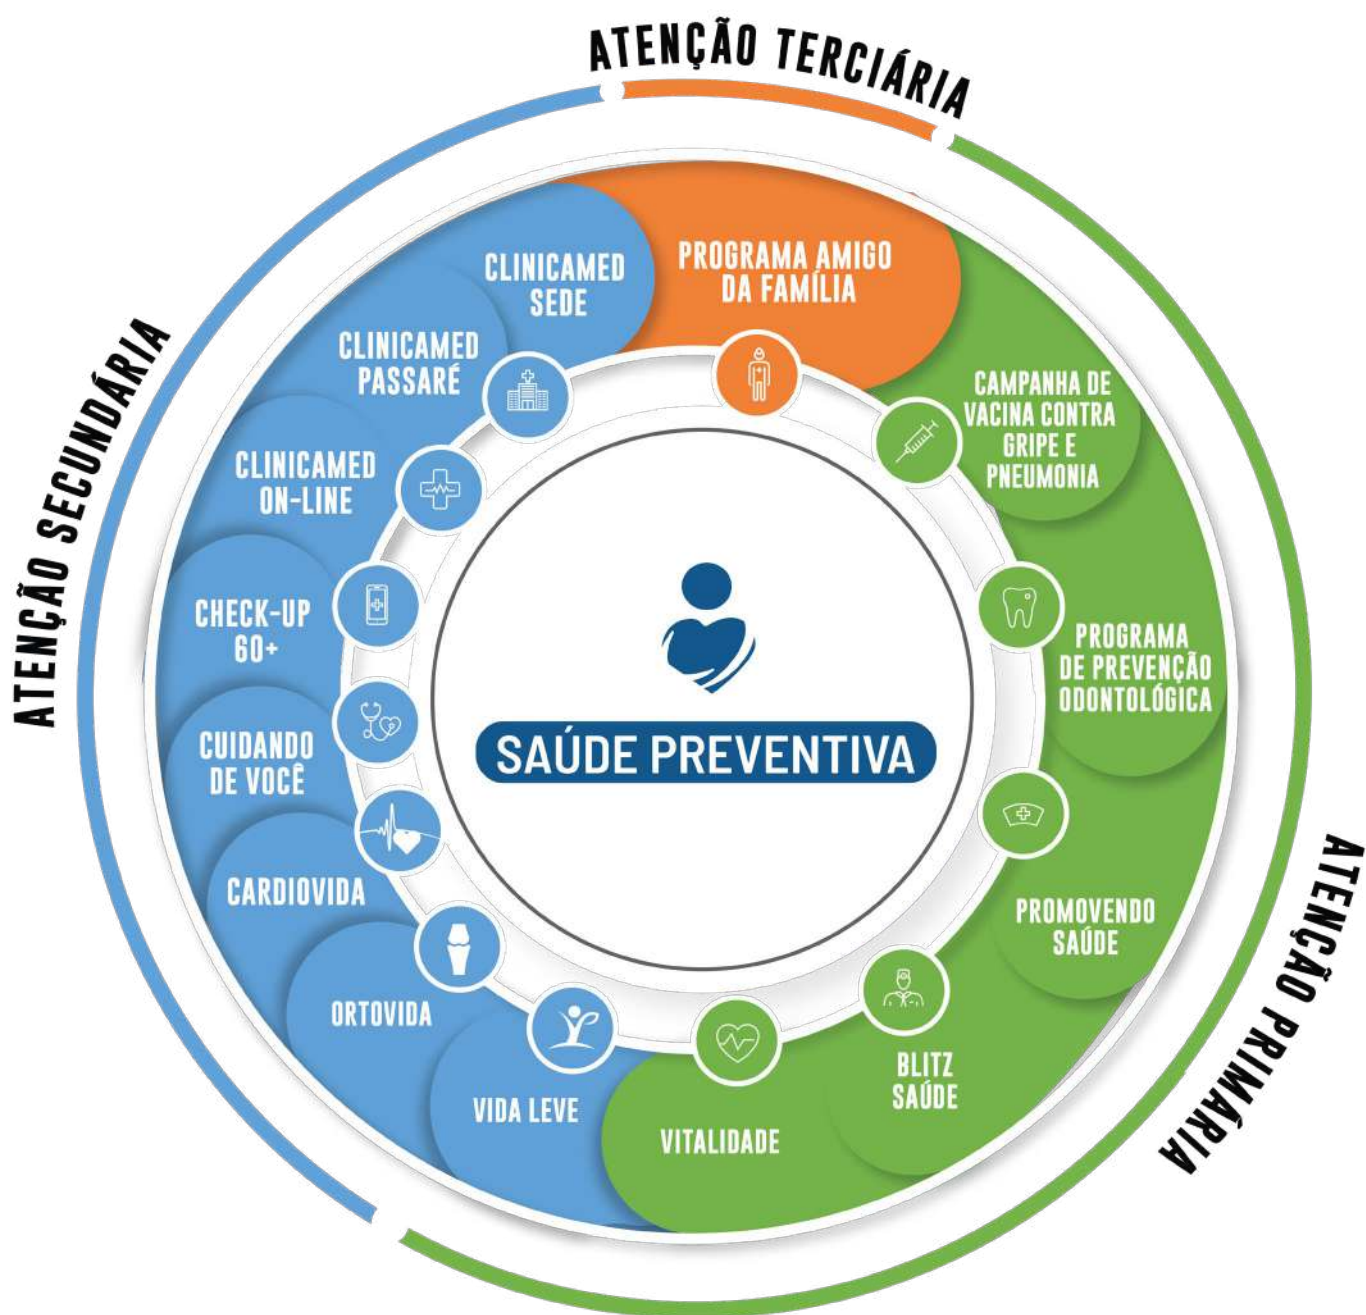 ATENÇÃO TERCIÁRIA
PROGRAMA AMIGO
DA FAMÍLIA
CAMPANHA DE
VACINA CONTRA
GRIPE E
PNEUMONIA
PROGRAMA
DE PREVENÇÃO
ODONTOLÓGICA
PROMOVENDO
SAÚDE
BLITZ
SAÚDE
VITALIDADE
ATENÇÃO PRIMÁRIA
VIDA LEVE
ORTOVIDA
CARDIOVIDA
CUIDANDO
DE VOCÊ
CHECK-UP
60+
CLINICAMED
ON-LINE
CLINICAMED
PASSARÉ
CLINICAMED
SEDE
ATENÇÃO SECUNDÁRIA
SAÚDE PREVENTIVA